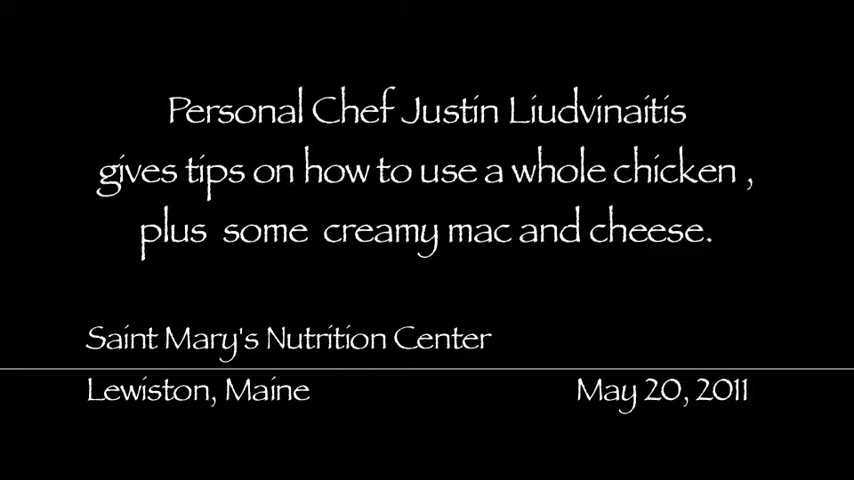 Personal Chef Justin Liudvinaitis
gives tips on how to use a whole chicken ,
plus some creamy mac and cheese.
Saint Mary's Nutrition Center
Lewiston, Maine May 20, 2011